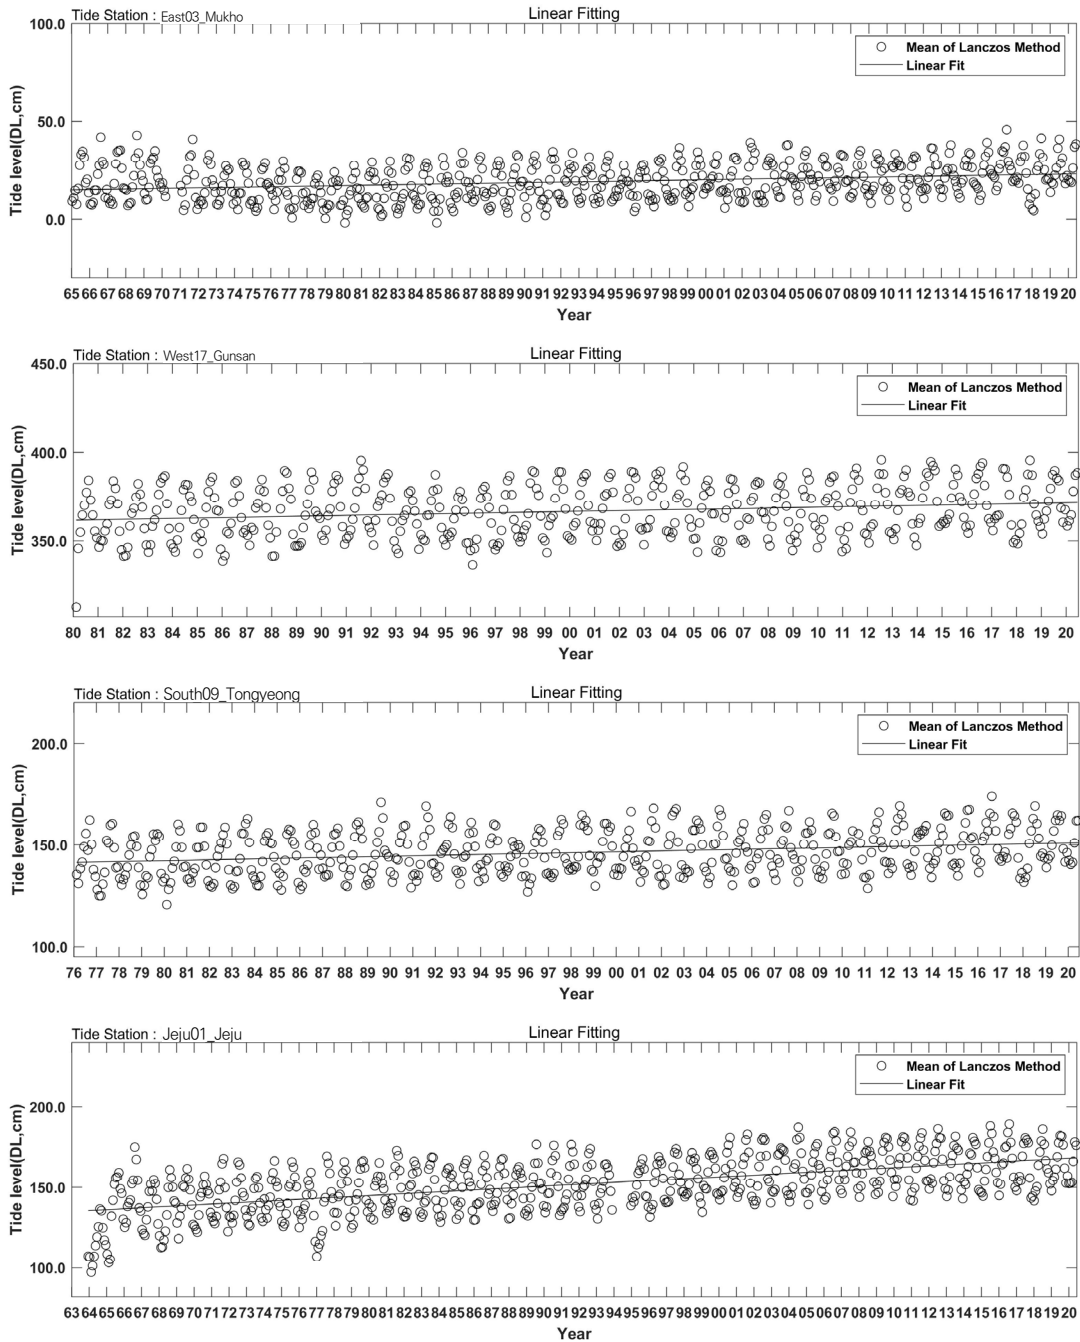 Tide Station : East03_Mukho
Linear Fitting
100.0
Mean of Lanczos Method
Linear Fit
50.0
0.0
Tide level(DL,cm)
65 66 67 68 69 70 71 72 73 74 75 76 77 78 79 80 81 82 83 84 85 86 87 88 89 90 91 92 93 94 95 96 97 98 99 00 01 02 03 04 05 06 07 08 09 10 11 12 13 14 15 16 17 18 19 20
Year
Tide Station : West17_Gunsan
Linear Fitting
450.0
Mean of Lanczos Method
Linear Fit
400.0
350.0
Tide level(DL,cm)
80 81 82 83 84 85 86 87 88 89 90 91 92 93 94 95 96 97 98 99 00 01 02 03 04 05 06 07 08 09 10 11 12 13 14 15 16 17 18 19 20
Year
Tide Station : South09_Tongyeong
Linear Fitting
Mean of Lanczos Method
Linear Fit
200.0
150.0
100.0
Tide level(DL,cm)
76 77 78 79 80 81 82 83 84 85 86 87 88 89 90 91 92 93 94 95 96 97 98 99 00 01 02 03 04 05 06 07 08 09 10 11 12 13 14 15 16 17 18 19 20
Year
Tide Station : Jeju01_Jeju
Linear Fitting
Mean of Lanczos Method
Linear Fit
200.0
150.0
100.0
Tide level(DL,cm)
63 64 65 66 67 68 69 70 71 72 73 74 75 76 77 78 79 80 81 82 83 84 85 86 87 88 89 90 91 92 93 94 95 96 97 98 99 00 01 02 03 04 05 06 07 08 09 10 11 12 13 14 15 16 17 18 19 20
Year